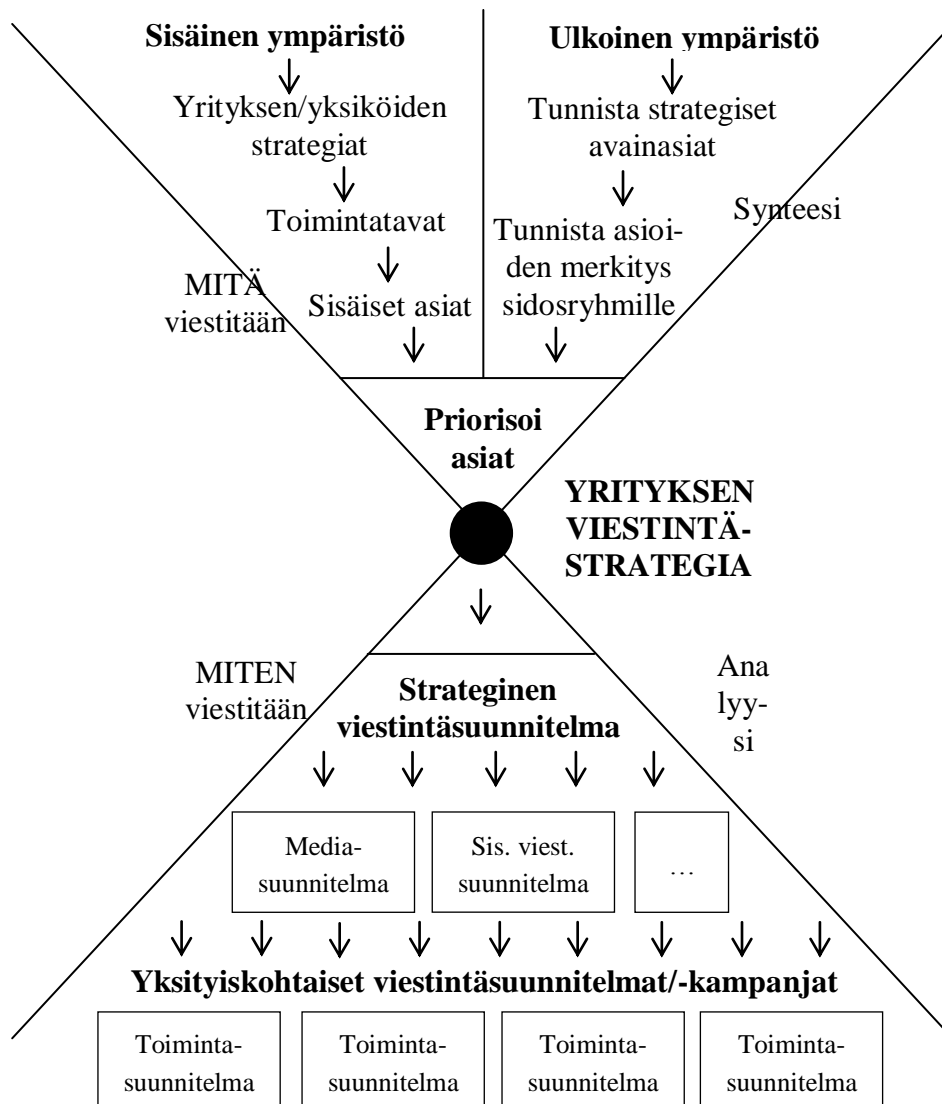 Sisäinen ympäristö
Yrityksen/yksiköiden
strategiat
Toimintatavat
Sisäiset asiat
Ulkoinen ympäristö
Tunnista strategiset
avainasiat
Tunnista asioi-
den merkitys
sidosryhmille
Synteesi
MITÄ
viestitään
Priorisoi
asiat
YRITYKSEN
VIESTINTÄ-
STRATEGIA
MITEN
viestitään
Ana
lyy-
si
Strateginen
viestintäsuunnitelma
Media-
suunnitelma
Sis. viest.
suunnitelma
…
Yksityiskohtaiset viestintäsuunnitelmat/-kampanjat
Toiminta-
suunnitelma
Toiminta-
suunnitelma
Toiminta-
suunnitelma
Toiminta-
suunnitelma